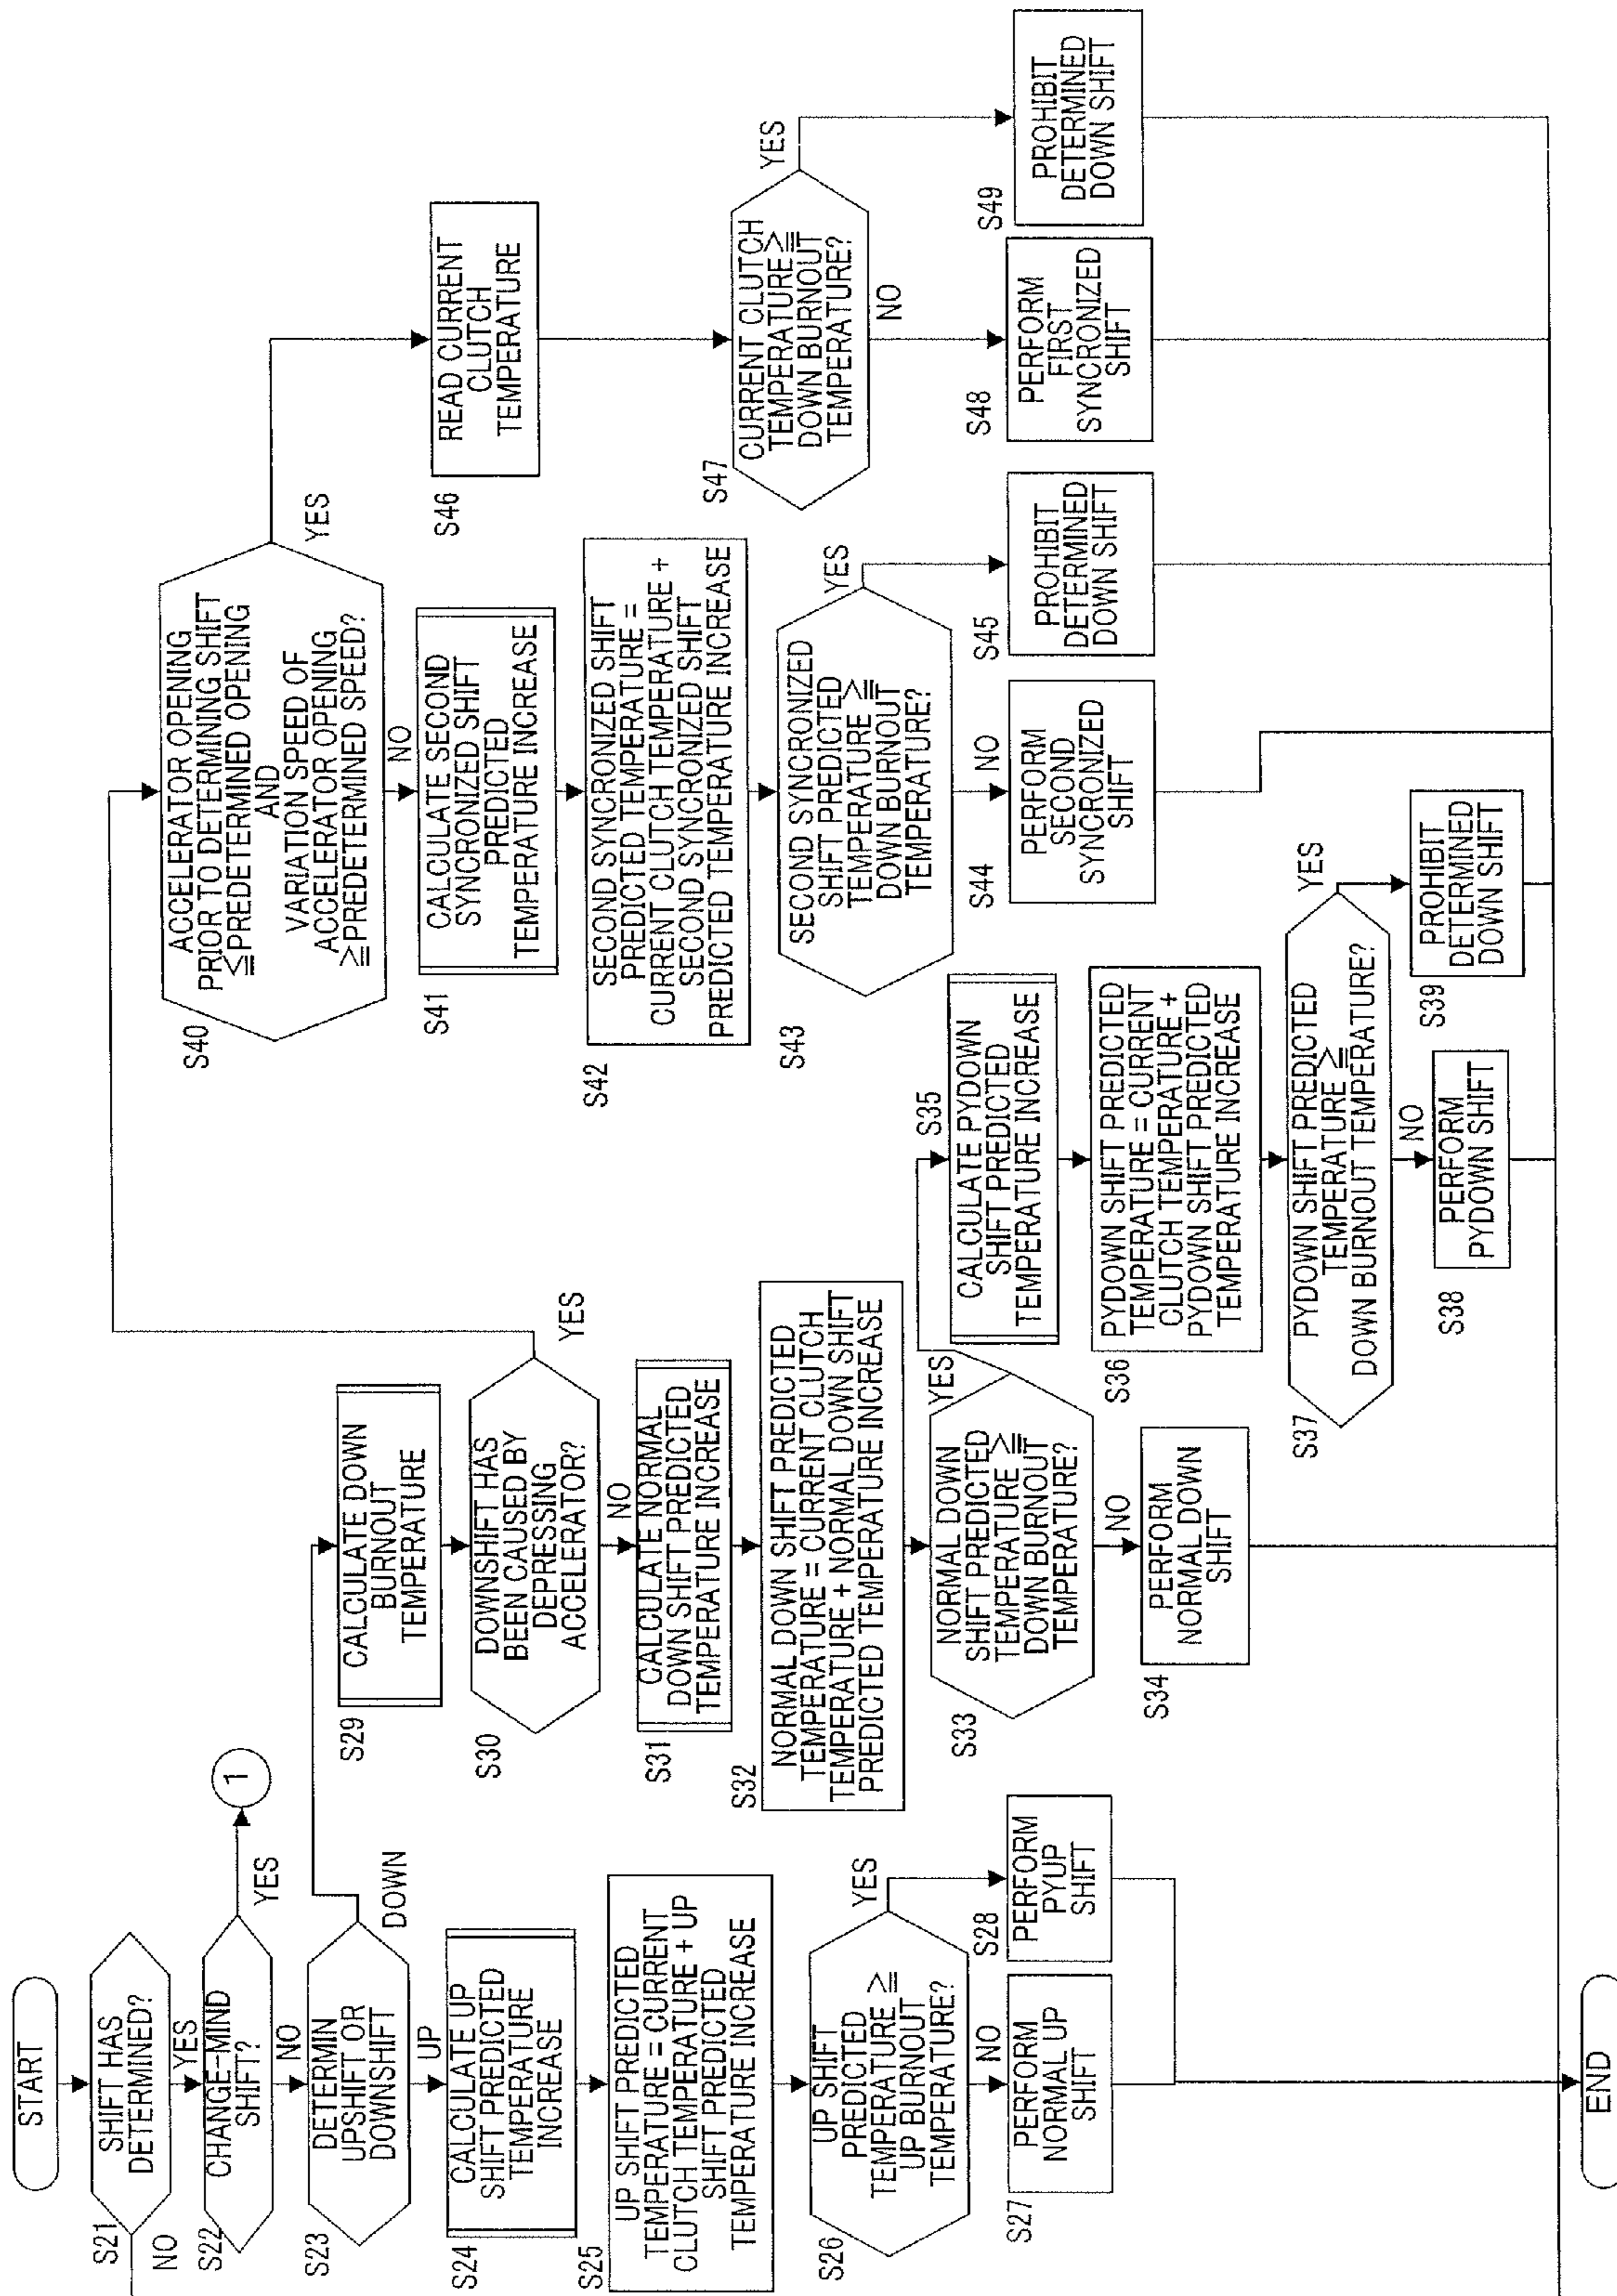 START
S21
SHIFT HAS
DETERMINED?
NO
YES
S22
CHANGE-MIND
SHIFT?
YES
1
NO
S23
DETERMIN
UPSHIFT OR
DOWNSHIFT
DOWN
UP
S24
CALCULATE UP
SHIFT PREDICTED
TEMPERATURE
INCREASE
S25
UP SHIFT PREDICTED
TEMPERATURE = CURRENT
CLUTCH TEMPERATURE + UP
SHIFT PREDICTED
TEMPERATURE INCREASE
S26
UP SHIFT
PREDICTED
TEMPERATURE ≧
UP BURNOUT
TEMPERATURE?
YES
NO
S27
PERFORM
NORMAL UP
SHIFT
S28
PERFORM
PYUP
SHIFT
S29
CALCULATE DOWN
BURNOUT
TEMPERATURE
S30
DOWNSHIFT HAS
BEEN CAUSED BY
DEPRESSING
ACCELERATOR?
YES
NO
S31
CALCULATE NORMAL
DOWN SHIFT PREDICTED
TEMPERATURE INCREASE
S32
NORMAL DOWN SHIFT PREDICTED
TEMPERATURE = CURRENT CLUTCH
TEMPERATURE + NORMAL DOWN SHIFT
PREDICTED TEMPERATURE INCREASE
S33
NORMAL DOWN
SHIFT PREDICTED
TEMPERATURE ≧
DOWN BURNOUT
TEMPERATURE?
YES
NO
S34
PERFORM
NORMAL DOWN
SHIFT
S35
CALCULATE PYDOWN
SHIFT PREDICTED
TEMPERATURE INCREASE
S36
PYDOWN SHIFT PREDICTED
TEMPERATURE = CURRENT
CLUTCH TEMPERATURE +
PYDOWN SHIFT PREDICTED
TEMPERATURE INCREASE
S37
PYDOWN SHIFT PREDICTED
TEMPERATURE ≧
DOWN BURNOUT TEMPERATURE?
YES
NO
S38
PERFORM
PYDOWN SHIFT
S39
PROHIBIT
DETERMINED
DOWN SHIFT
S40
ACCELERATOR OPENING
PRIOR TO DETERMINING SHIFT
≦PREDETERMINED OPENING
AND
VARIATION SPEED OF
ACCELERATOR OPENING
≧PREDETERMINED SPEED?
YES
NO
S41
CALCULATE SECOND
SYNCRONIZED SHIFT
PREDICTED
TEMPERATURE INCREASE
S42
SECOND SYNCRONIZED SHIFT
PREDICTED TEMPERATURE =
CURRENT CLUTCH TEMPERATURE +
SECOND SYNCRONIZED SHIFT
PREDICTED TEMPERATURE INCREASE
S43
SECOND SYNCRONIZED
SHIFT PREDICTED
TEMPERATURE ≧
DOWN BURNOUT
TEMPERATURE?
YES
NO
S44
PERFORM
SECOND
SYNCRONIZED
SHIFT
S45
PROHIBIT
DETERMINED
DOWN SHIFT
S46
READ CURRENT
CLUTCH
TEMPERATURE
S47
CURRENT CLUTCH
TEMPERATURE≧
DOWN BURNOUT
TEMPERATURE?
YES
NO
S48
PERFORM
FIRST
SYNCRONIZED
SHIFT
S49
PROHIBIT
DETERMINED
DOWN SHIFT
END